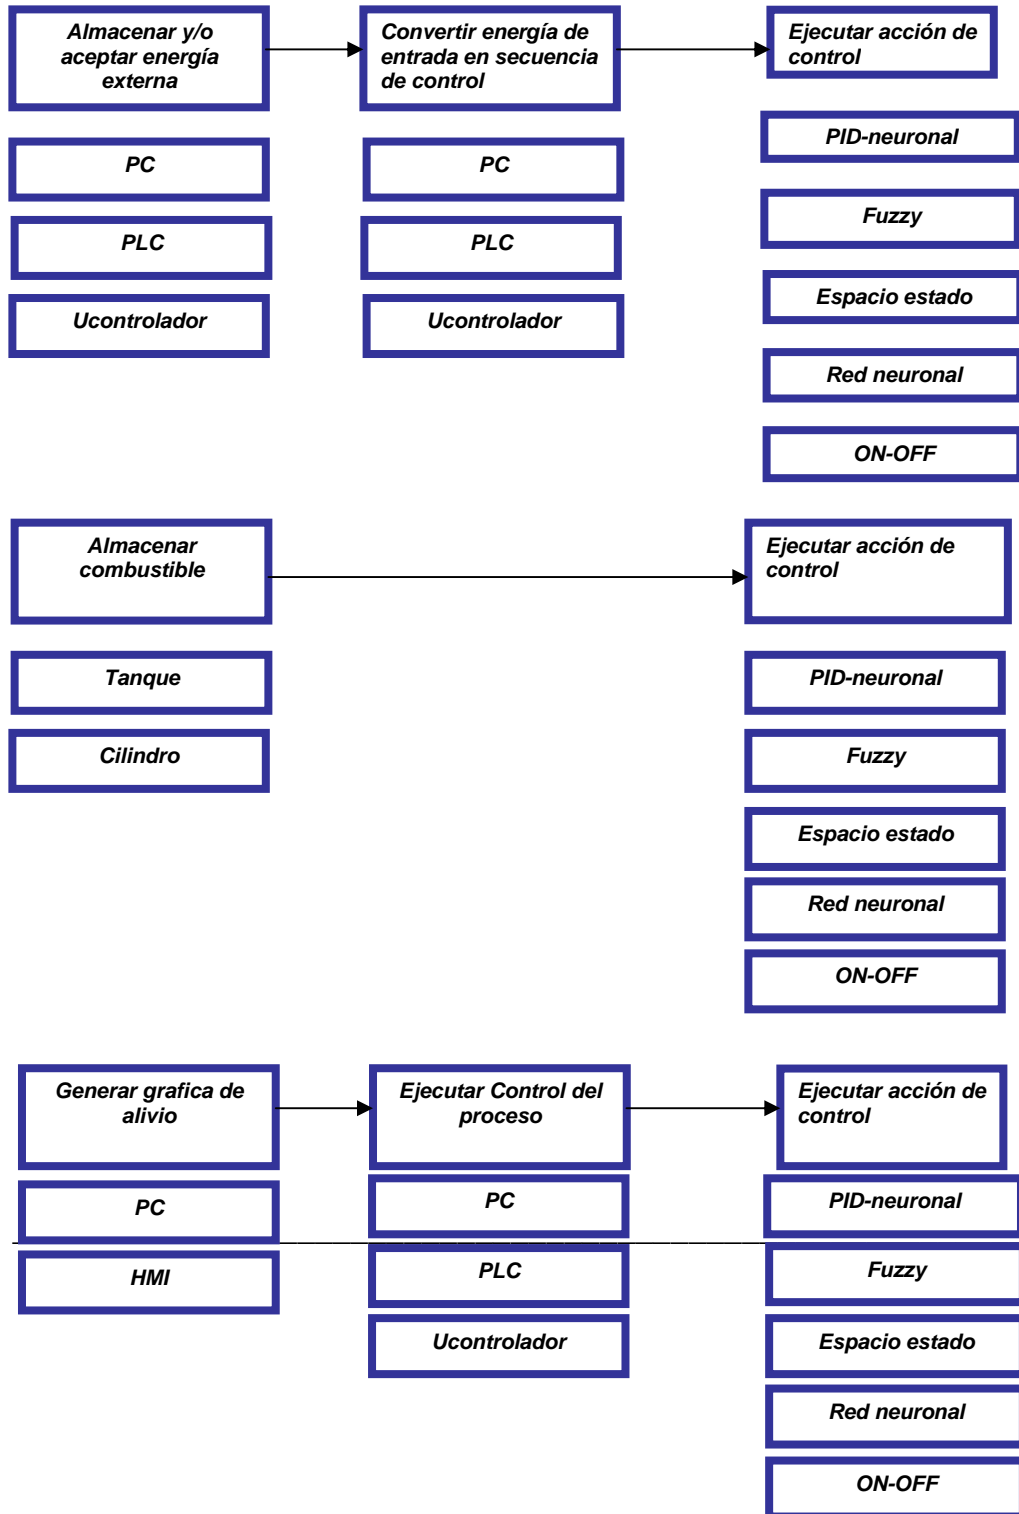 Almacenar y/o
aceptar energía
externa
Convertir energía de
entrada en secuencia
de control
Ejecutar acción de
control
PC
PLC
Ucontrolador
PC
PLC
Ucontrolador
PID-neuronal
Fuzzy
Espacio estado
Red neuronal
ON-OFF
Almacenar
combustible
Ejecutar acción de
control
Tanque
Cilindro
PID-neuronal
Fuzzy
Espacio estado
Red neuronal
ON-OFF
Generar grafica de
alivio
Ejecutar Control del
proceso
Ejecutar acción de
control
PC
HMI
PC
PLC
Ucontrolador
PID-neuronal
Fuzzy
Espacio estado
Red neuronal
ON-OFF